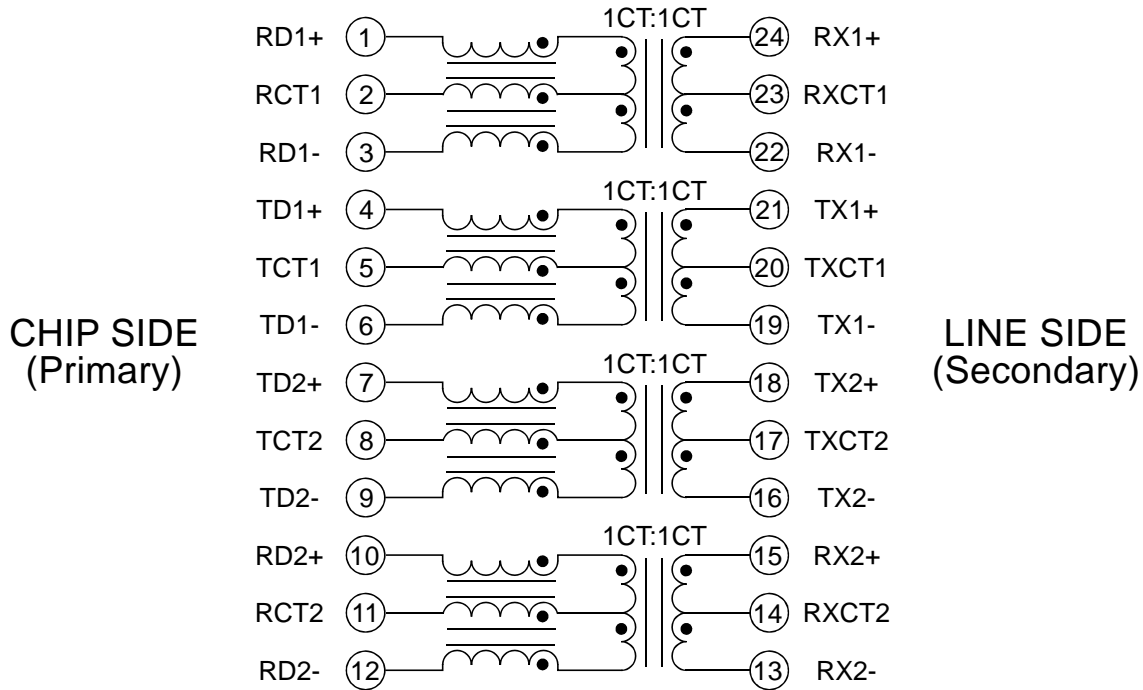 1CT:1CT
RD1+ 1 24 RX1+
RCT1 2 23 RXCT1
RD1- 3 22 RX1-
1CT:1CT
TD1+ 4 21 TX1+
TCT1 5 20 TXCT1
TD1- 6 19 TX1-
CHIP SIDE
(Primary)
LINE SIDE
(Secondary)
1CT:1CT
TD2+ 7 18 TX2+
TCT2 8 17 TXCT2
TD2- 9 16 TX2-
1CT:1CT
RD2+ 10 15 RX2+
RCT2 11 14 RXCT2
RD2- 12 13 RX2-